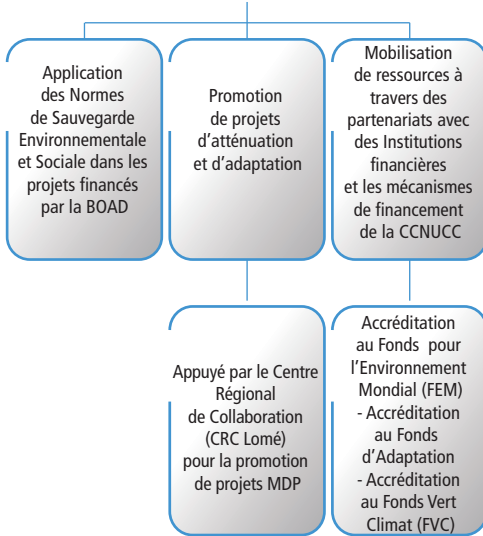 Application
des Normes
de Sauvegarde
Environnementale
et Sociale dans les
projets financés
par la BOAD
Promotion
de projets
d’atténuation
et d’adaptation
Mobilisation
de ressources à
travers des
partenariats avec
des Institutions
financières
et les mécanismes
de financement
de la CCNUCC
Appuyé par le Centre
Régional
de Collaboration
(CRC Lomé)
pour la promotion
de projets MDP
Accréditation
au Fonds pour
l’Environnement
Mondial (FEM)
- Accréditation
au Fonds
d’Adaptation
- Accréditation
au Fonds Vert
Climat (FVC)